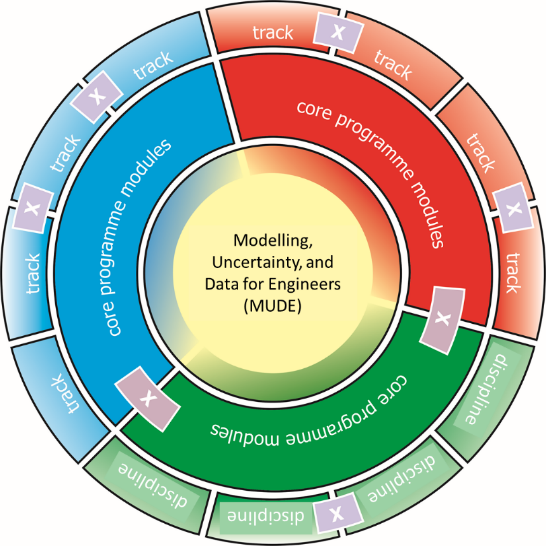 track
X
track
track
X
track
track
X
track
X
track
track
core programme modules
core programme modules
Modelling,
Uncertainty, and
Data for Engineers
(MUDE)
X
X
core programme modules
discipline
discipline
discipline
discipline
X